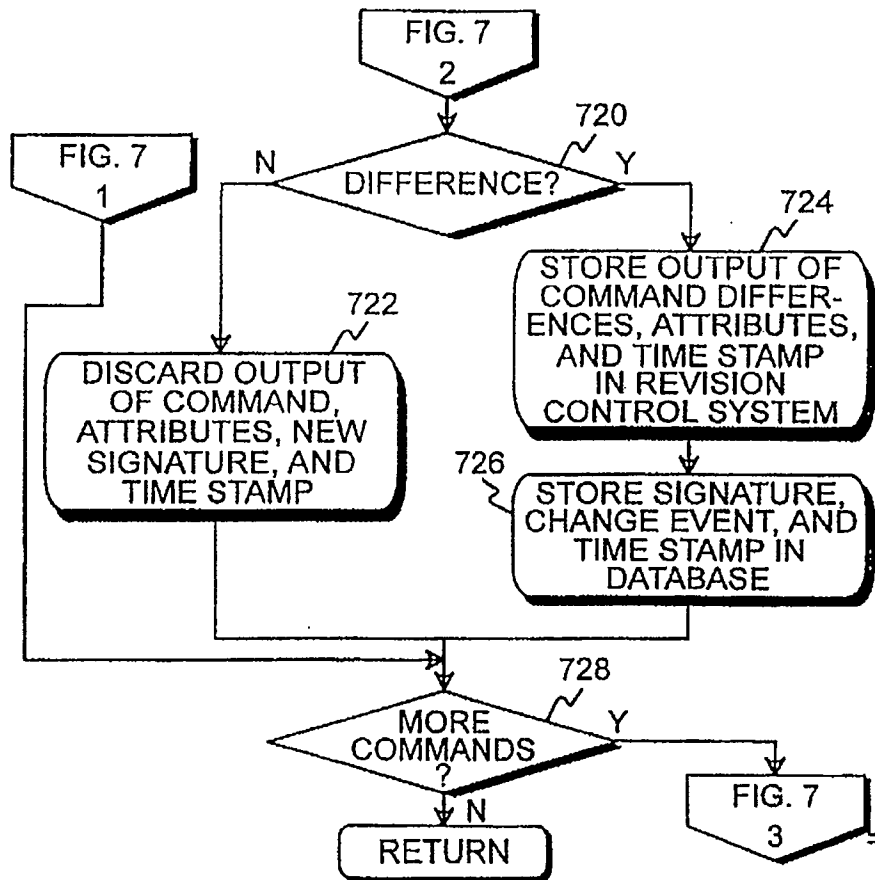 FIG. 7
2
720
N
DIFFERENCE?
Y
FIG. 7
1
724
STORE OUTPUT OF
COMMAND DIFFER-
ENCES, ATTRIBUTES,
AND TIME STAMP
IN REVISION
CONTROL SYSTEM
722
DISCARD OUTPUT
OF COMMAND,
ATTRIBUTES, NEW
SIGNATURE, AND
TIME STAMP
726
STORE SIGNATURE,
CHANGE EVENT, AND
TIME STAMP IN
DATABASE
728
MORE
COMMANDS
?
Y
N
RETURN
FIG. 7
3